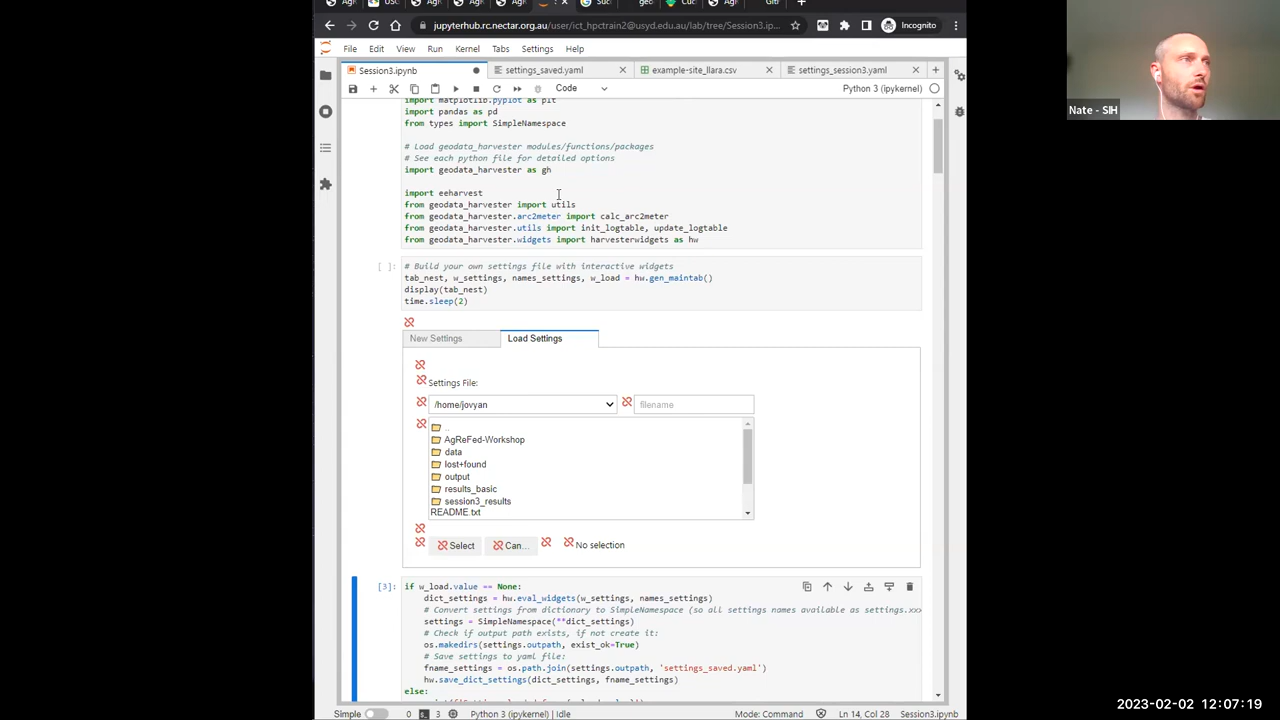 jupyterhub.rc.nectar.org.au/user/ict_hpctrain2@usyd.edu.au/lab/tree/Session3.ipynb
Incognito
File Edit View Run Kernel Tabs Settings Help
Session3.ipynb settings_saved.yaml example-site_llara.csv settings_session3.yaml
Code Python 3 (ipykernel)
import matplotlib.pyplot as plt
import pandas as pd
from types import SimpleNamespace
# Load geodata_harvester modules/functions/packages
# See each python file for detailed options
import geodata_harvester as gh
import eeharvest
from geodata_harvester import utils
from geodata_harvester.arc2meter import calc_arc2meter
from geodata_harvester.utils import init_logtable, update_logtable
from geodata_harvester.widgets import harvesterwidgets as hw
[ ]: # Build your own settings file with interactive widgets
tab_nest, w_settings, names_settings, w_load = hw.gen_maintab()
display(tab_nest)
time.sleep(2)
New Settings Load Settings
Settings File:
/home/jovyan filename
..
AgReFed-Workshop
data
lost+found
output
results_basic
session3_results
README.txt
Select Can... No selection
[3]: if w_load.value == None:
dict_settings = hw.eval_widgets(w_settings, names_settings)
# Convert settings from dictionary to SimpleNamespace (so all settings names available as settings.xxx
settings = SimpleNamespace(**dict_settings)
# Check if output path exists, if not create it:
os.makedirs(settings.outpath, exist_ok=True)
# Save settings to yaml file:
fname_settings = os.path.join(settings.outpath, 'settings_saved.yaml')
hw.save_dict_settings(dict_settings, fname_settings)
else:
Simple 0 3 Python 3 (ipykernel) | Idle Mode: Command Ln 14, Col 28 Session3.ipynb
Nate - SIH
2023-02-02 12:07:19